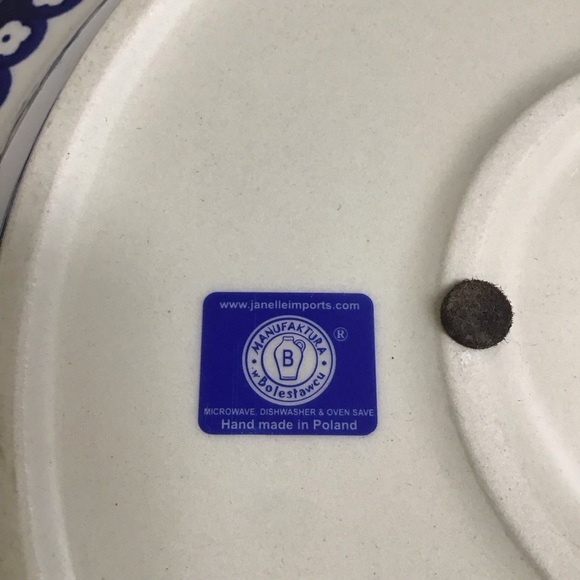 www.janelleimports.com
MANUFAKTURA
®
B
w Bolesławcu
MICROWAVE, DISHWASHER & OVEN SAVE
Hand made in Poland